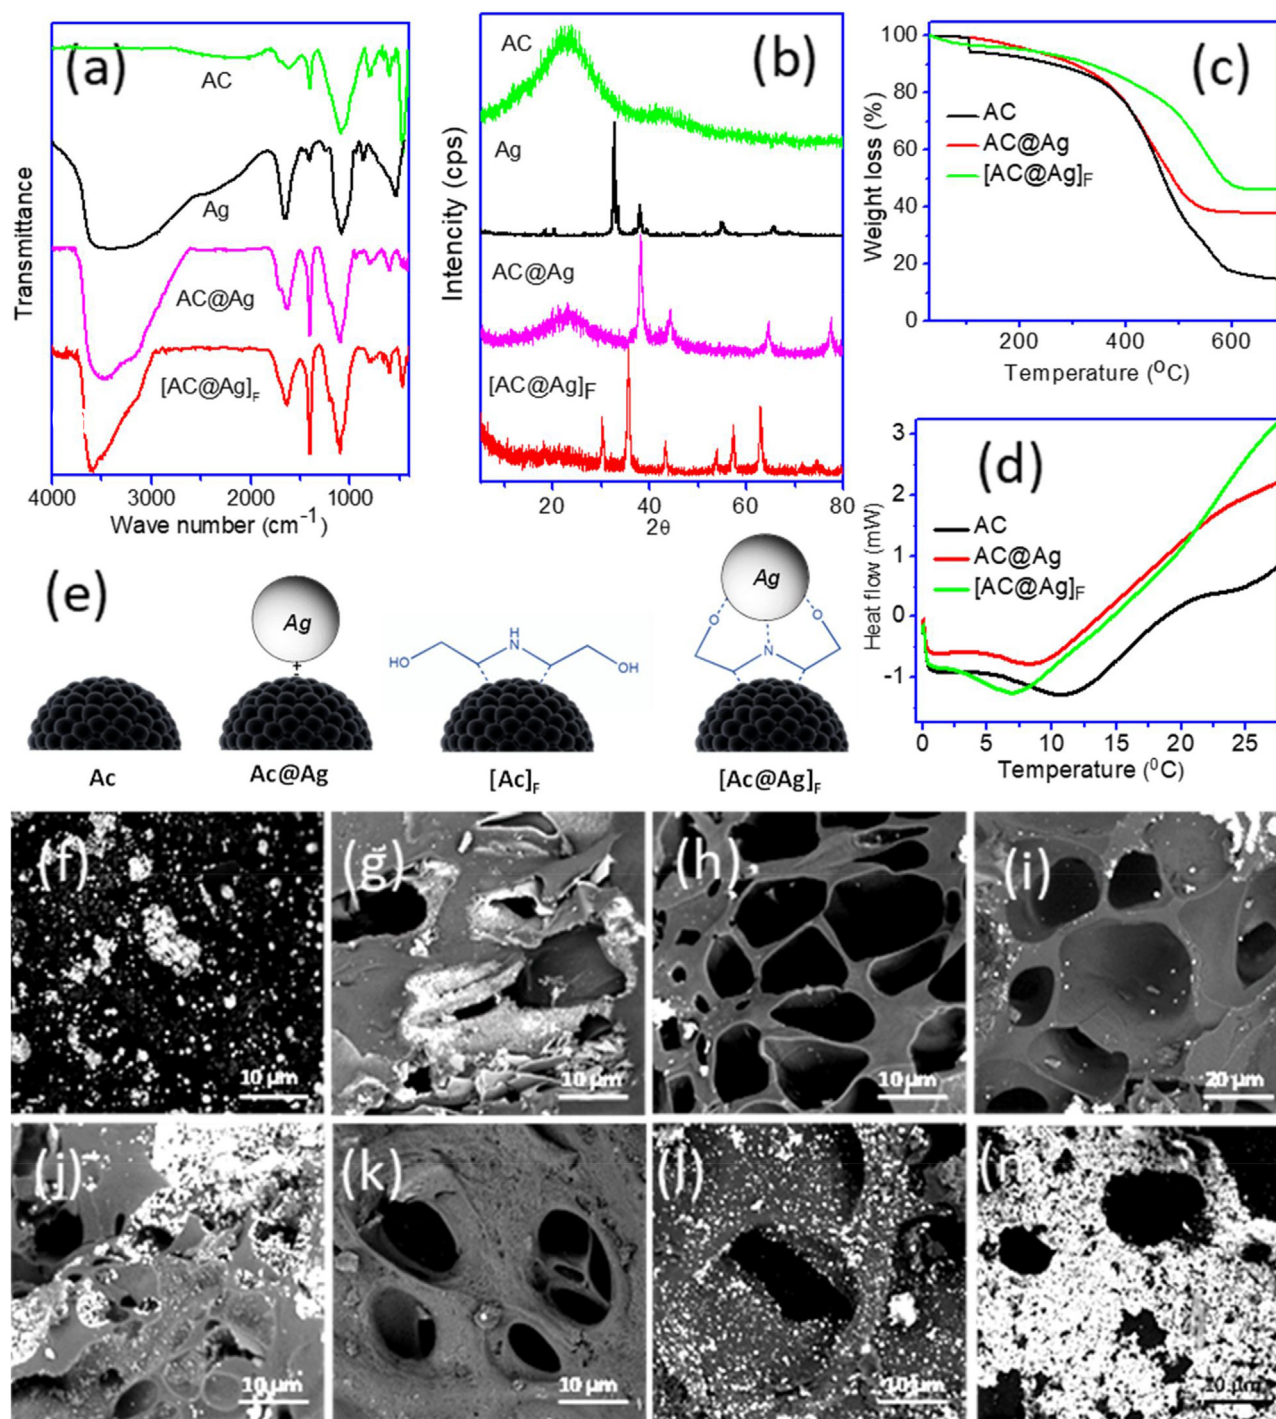 (a)
AC
Ag
AC@Ag
[AC@Ag]F
Transmittance
4000 3000 2000 1000
Wave number (cm-1)
(b)
AC
Ag
AC@Ag
[AC@Ag]F
Intencity (cps)
20 40 60 80
2θ
(c)
100
80
60
40
20
0
AC
AC@Ag
[AC@Ag]F
Weight loss (%)
200 400 600
Temperature (OC)
(d)
3
2
1
0
-1
AC
AC@Ag
[AC@Ag]F
Heat flow (mW)
0 5 10 15 20 25
Temperature (0C)
(e)
Ag
+
Ac
Ac@Ag
HO
H
N
OH
[Ac]F
Ag
O
O
N
[Ac@Ag]F
(f)
10 µm
(g)
10 µm
(h)
10 µm
(i)
20 µm
(j)
10 µm
(k)
10 µm
(l)
10 µm
(n)